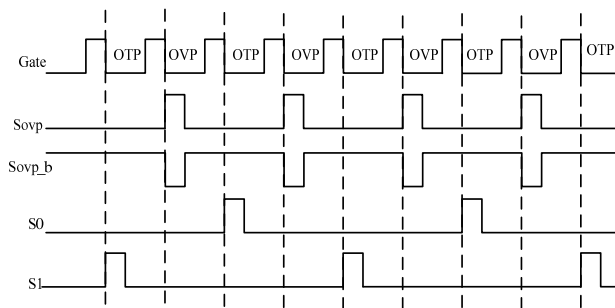 Gate OTP OVP OTP OVP OTP OVP OTP OVP OTP
Sovp
Sovp_b
S0
S1